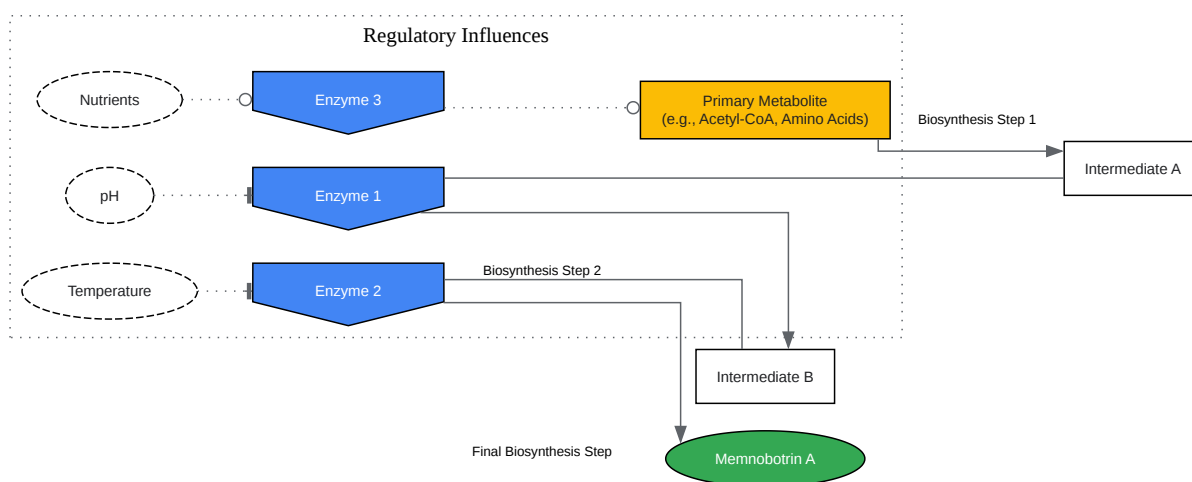 Regulatory Influences
Nutrients
Enzyme 3
Primary Metabolite
(e.g., Acetyl-CoA, Amino Acids)
Biosynthesis Step 1
Intermediate A
pH
Enzyme 1
Temperature
Enzyme 2
Biosynthesis Step 2
Intermediate B
Final Biosynthesis Step
Memnobotrin A